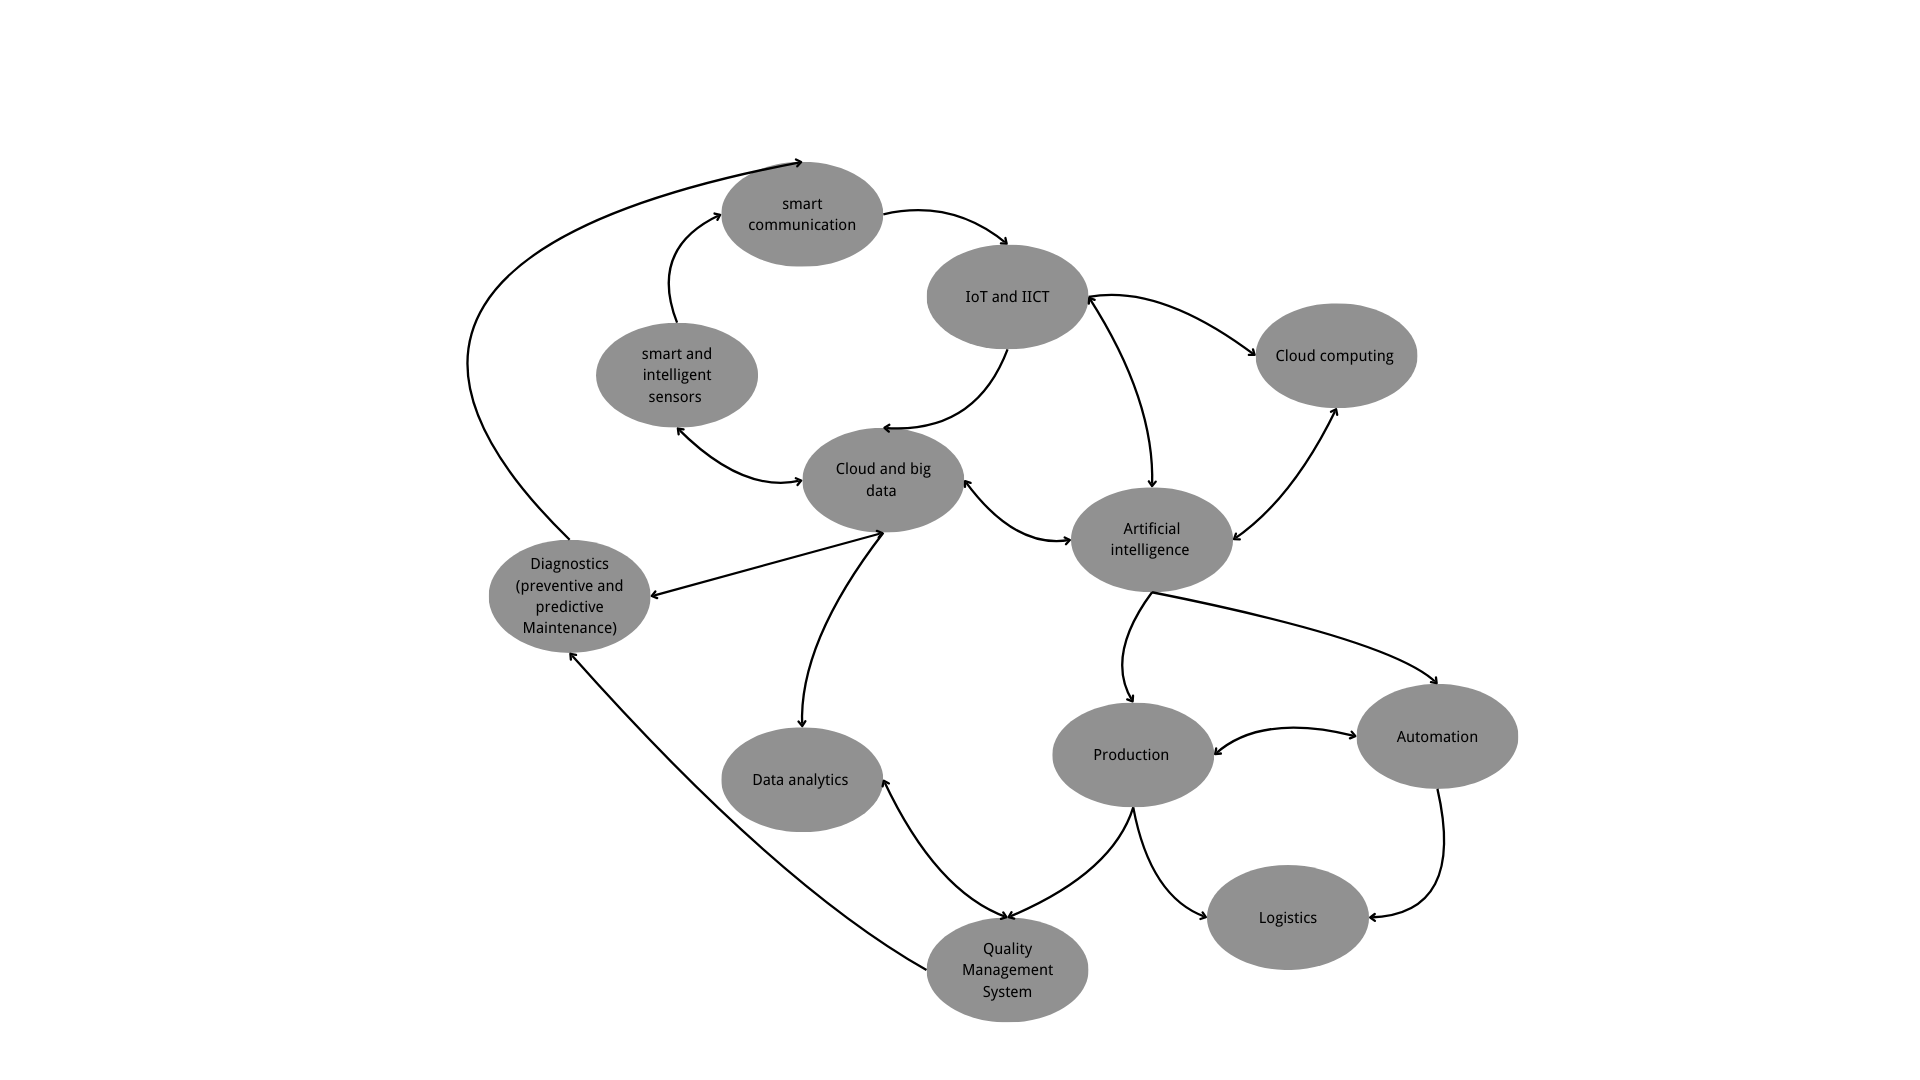 smart
communication
IoT and IICT
smart and
intelligent
sensors
Cloud computing
Cloud and big
data
Artificial
intelligence
Diagnostics
(preventive and
predictive
Maintenance)
Data analytics
Production
Automation
Quality
Management
System
Logistics